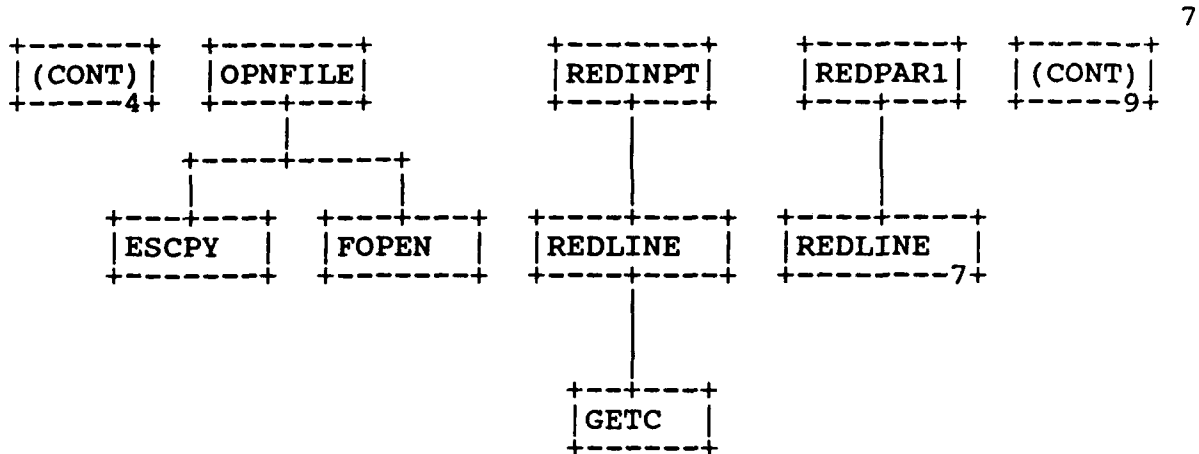 7
(CONT) OPNFILE REDINPT REDPAR1 (CONT)
4 9
ESCPY FOPEN REDLINE REDLINE
7
GETC